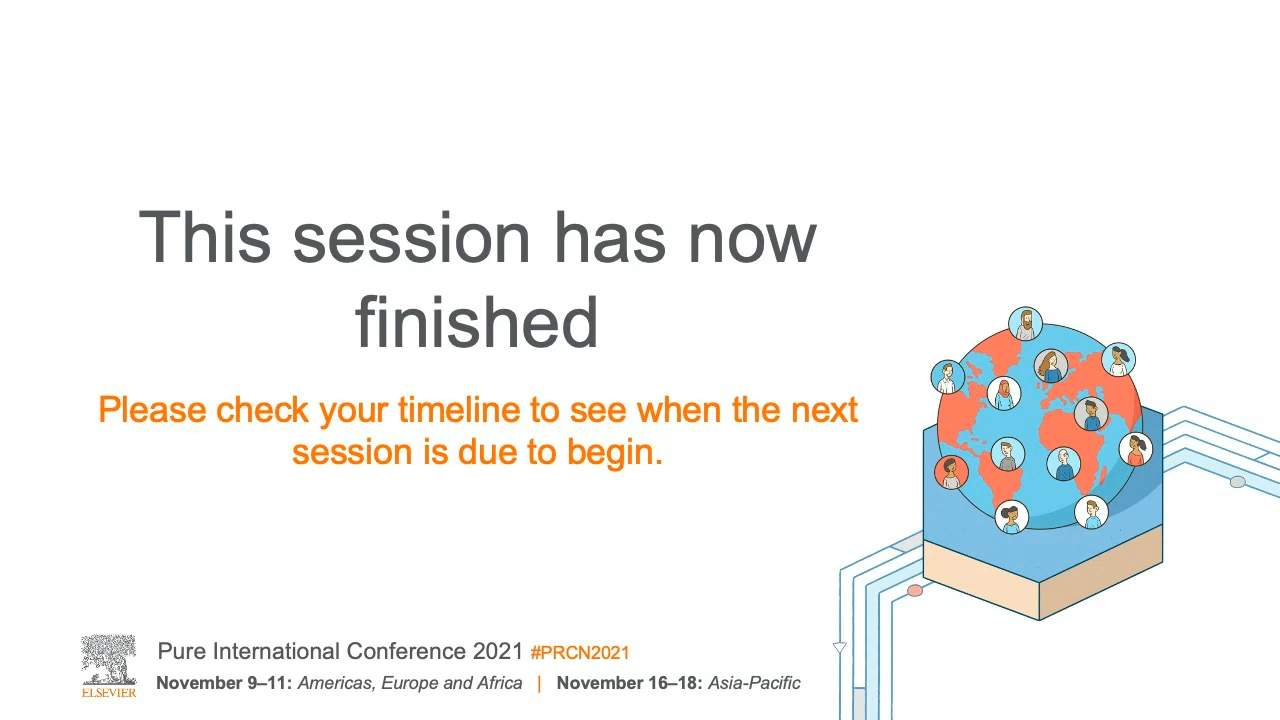 This session has now
finished
Please check your timeline to see when the next
session is due to begin.
Pure International Conference 2021 #PRCN2021
ELSEVIER
November 9–11: Americas, Europe and Africa | November 16–18: Asia-Pacific